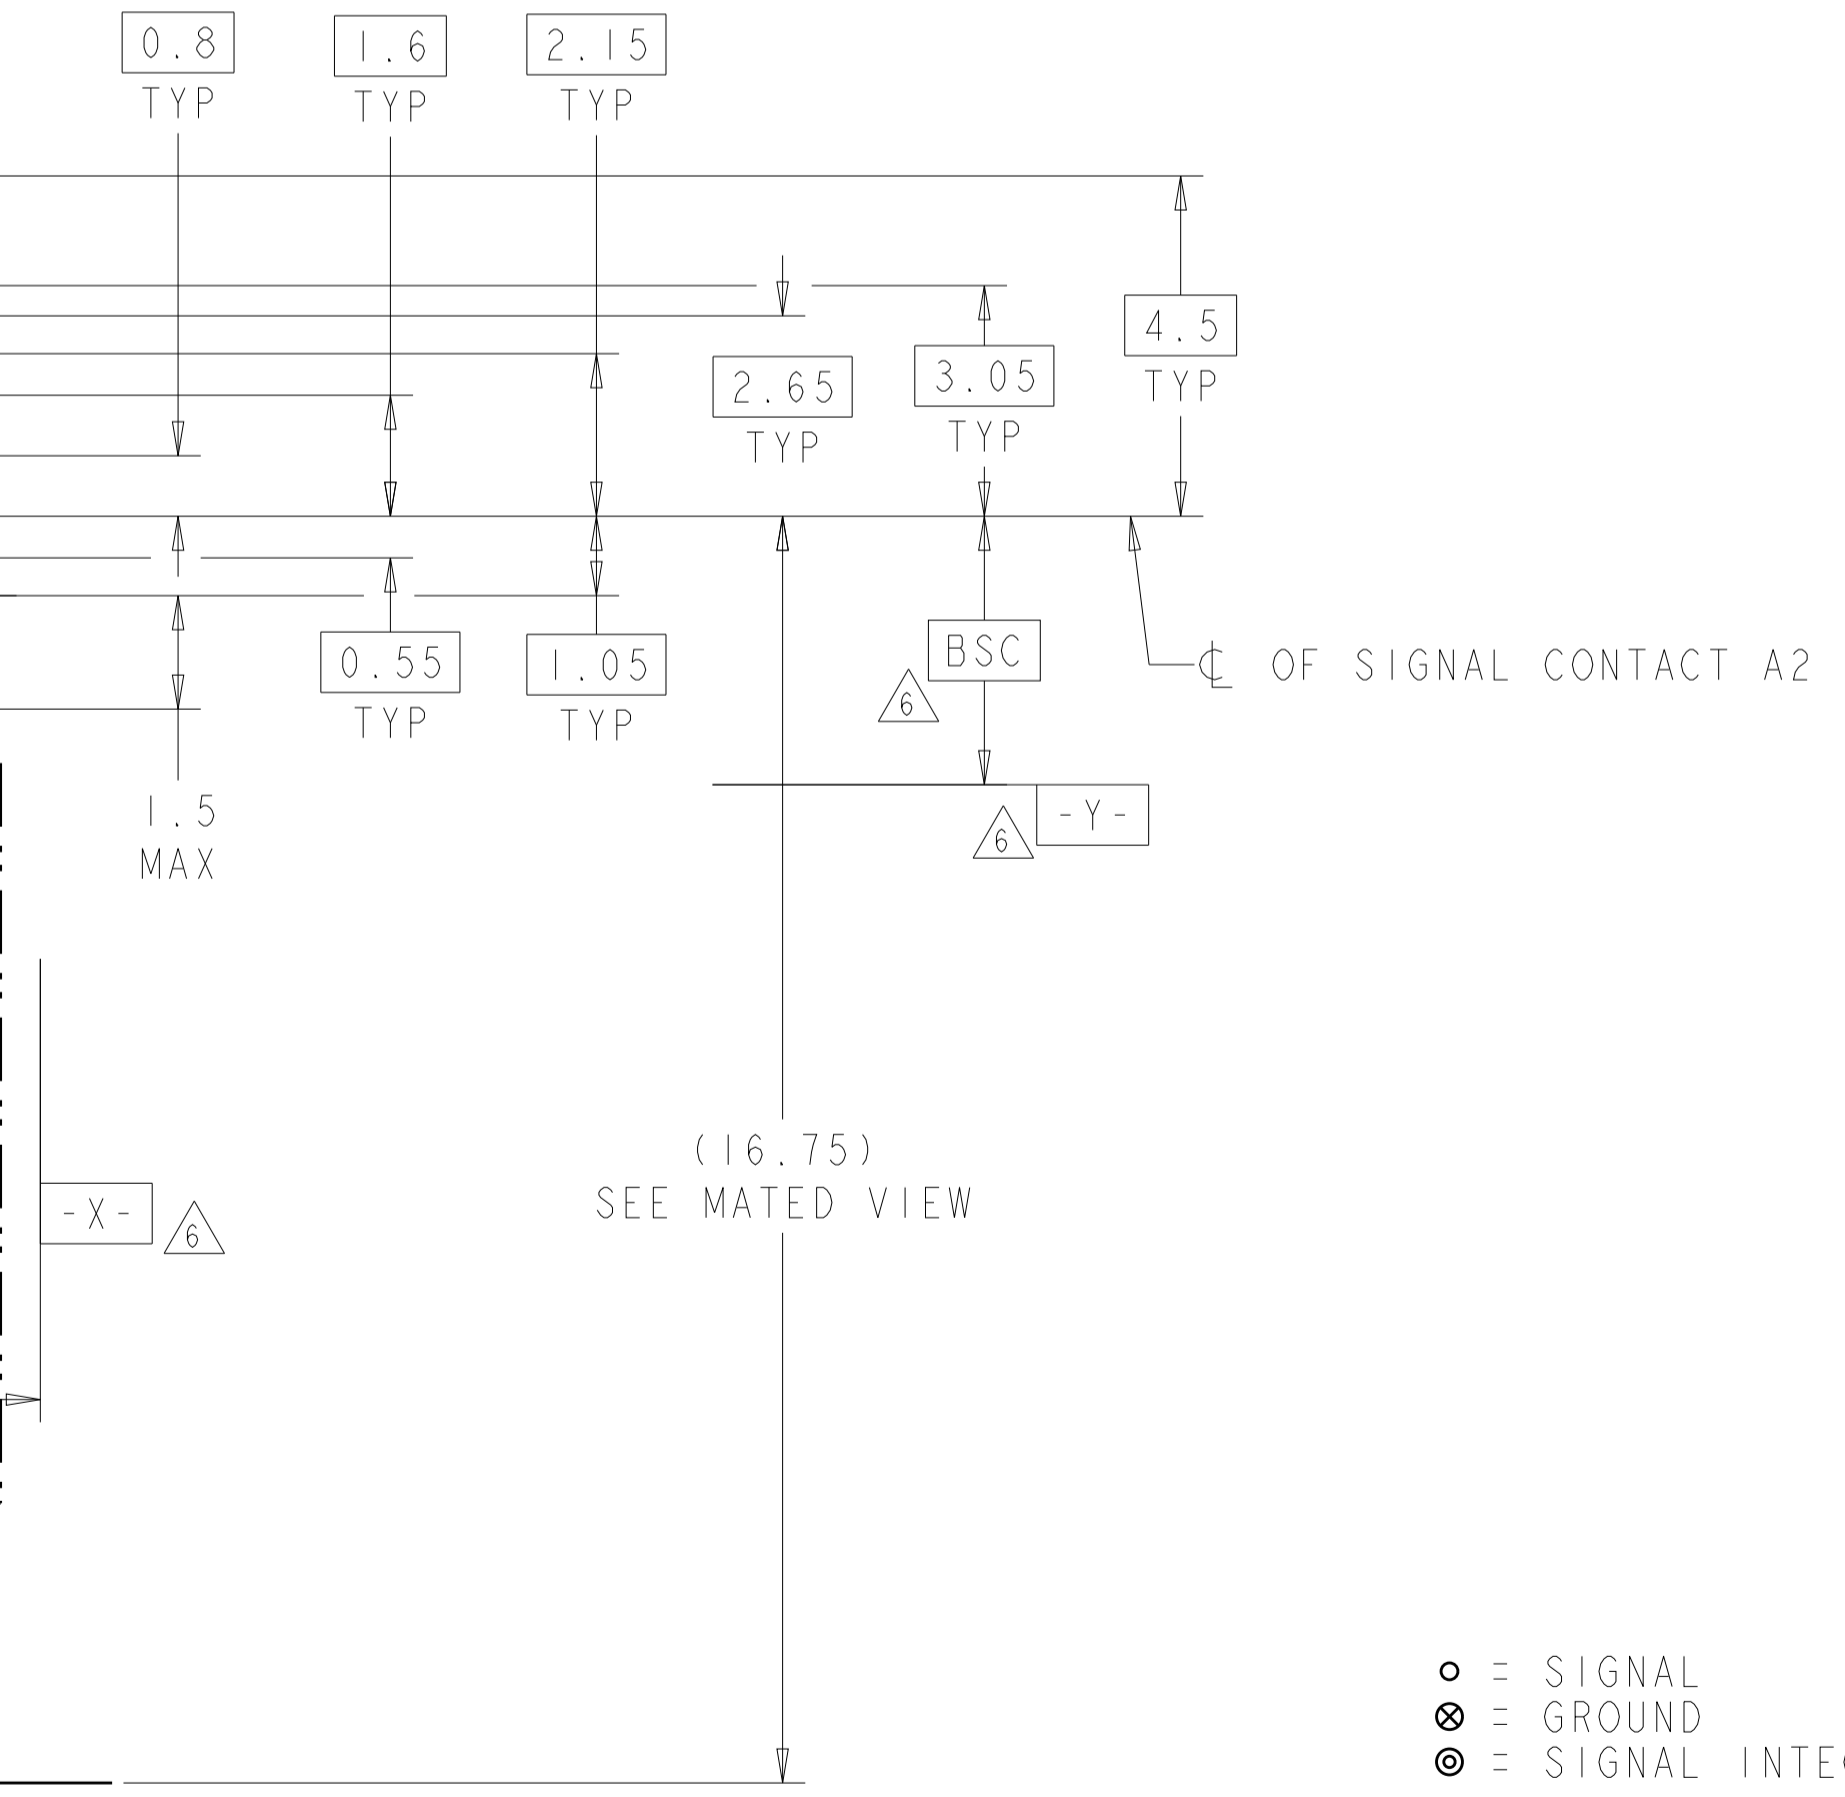 0.8
TYP
1.6
TYP
2.15
TYP
4.5
TYP
2.65
TYP
3.05
TYP
0.55
TYP
1.05
TYP
BSC
6
℄ OF SIGNAL CONTACT A2
1.5
MAX
6
-Y-
(16.75)
SEE MATED VIEW
-X-
6
= SIGNAL
= GROUND
= SIGNAL